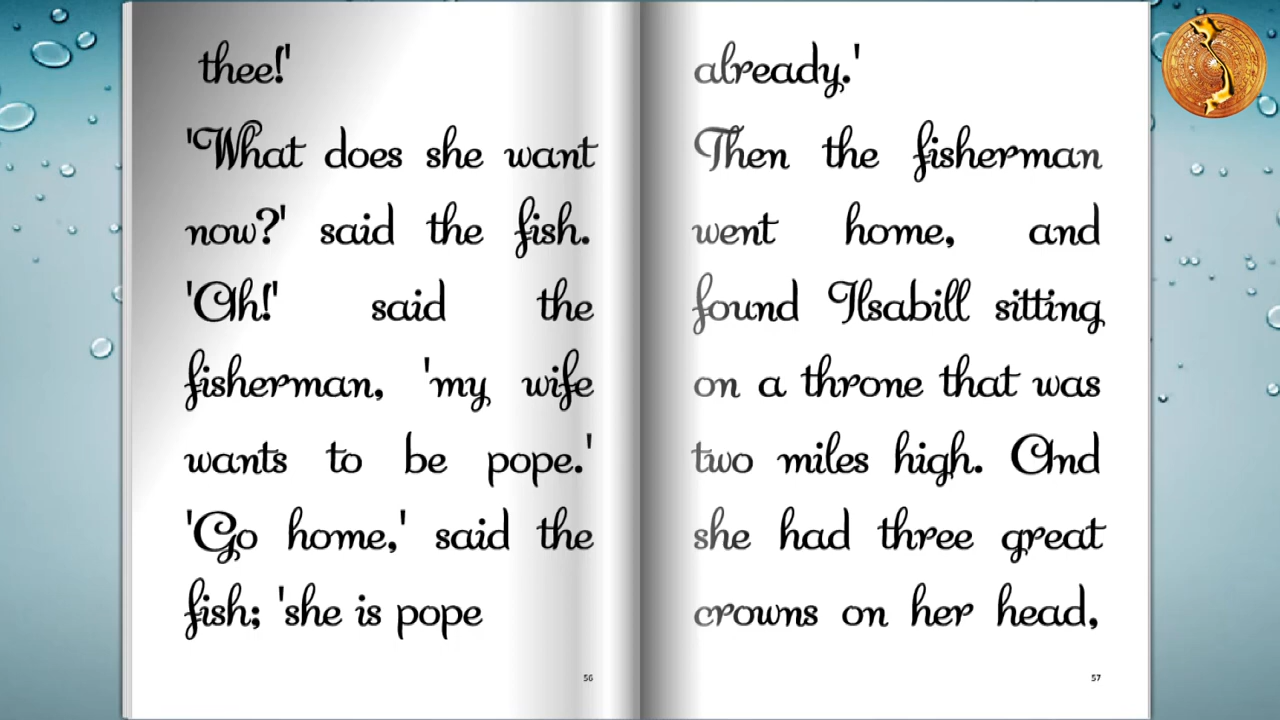 thee!'
'What does she want
now?' said the fish.
'Ah!' said the
fisherman, 'my wife
wants to be pope.'
'Go home,' said the
fish; 'she is pope
56
already.'
Then the fisherman
went home, and
found Ilsabill sitting
on a throne that was
two miles high. And
she had three great
crowns on her head,
57